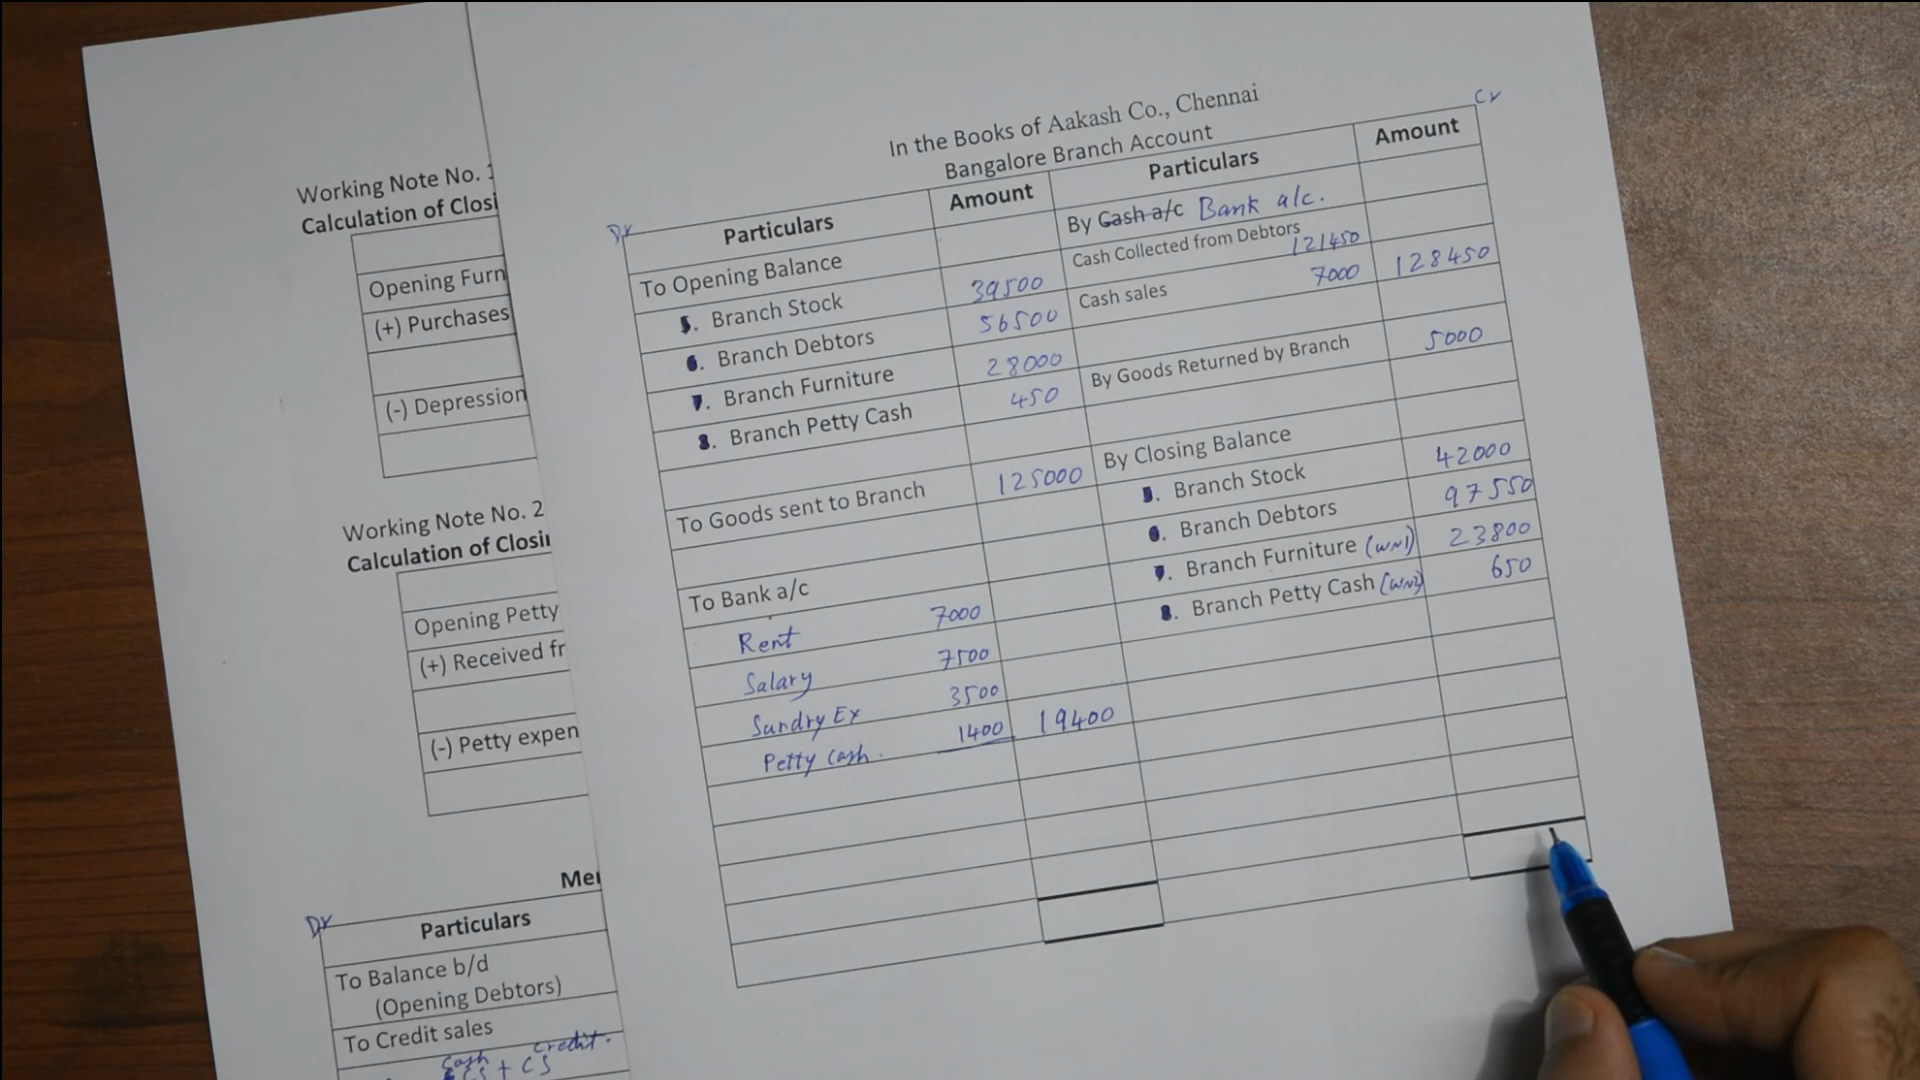 Working Note No. 1
Calculation of Closi
Opening Furn
(+) Purchases
(-) Depression
Working Note No. 2
Calculation of Closi
Opening Petty
(+) Received fr
(-) Petty expen
Mei
Dr
Particulars
To Balance b/d
(Opening Debtors)
To Credit sales
Cash credit.
CS + CS
In the Books of Aakash Co., Chennai
Bangalore Branch Account
Dr Cr
Particulars Amount Particulars Amount
By Cash a/c Bank a/c.
To Opening Balance Cash Collected from Debtors 121450
5. Branch Stock 39500 Cash sales 7000 128450
6. Branch Debtors 56500
7. Branch Furniture 28000 By Goods Returned by Branch 5000
8. Branch Petty Cash 450
By Closing Balance
To Goods sent to Branch 125000 5. Branch Stock 42000
6. Branch Debtors 97550
To Bank a/c 7. Branch Furniture (WN1) 23800
Rent 7000 8. Branch Petty Cash (WN2) 650
Salary 7500
Sundry Ex 3500
Petty cash. 1400 19400